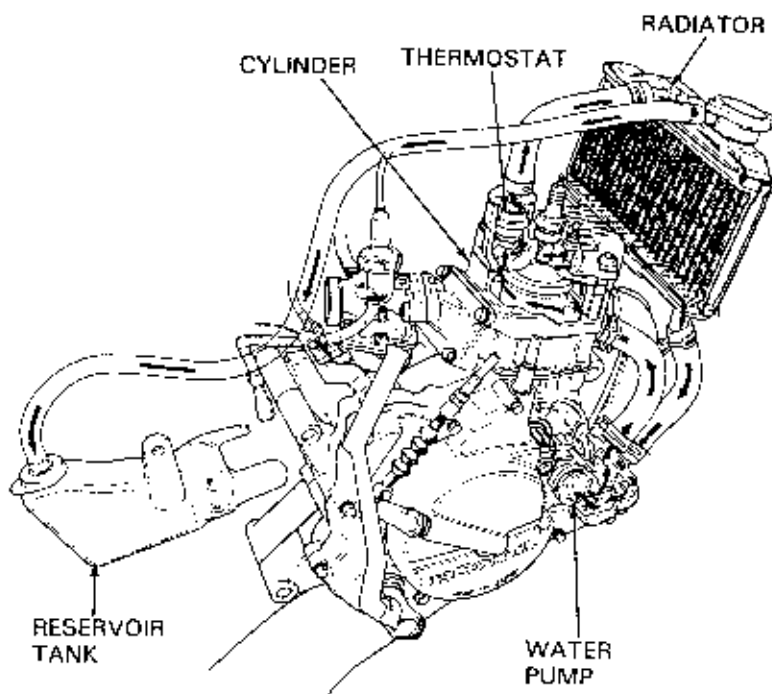 RADIATOR
THERMOSTAT
CYLINDER
RESERVOIR
TANK
WATER
PUMP